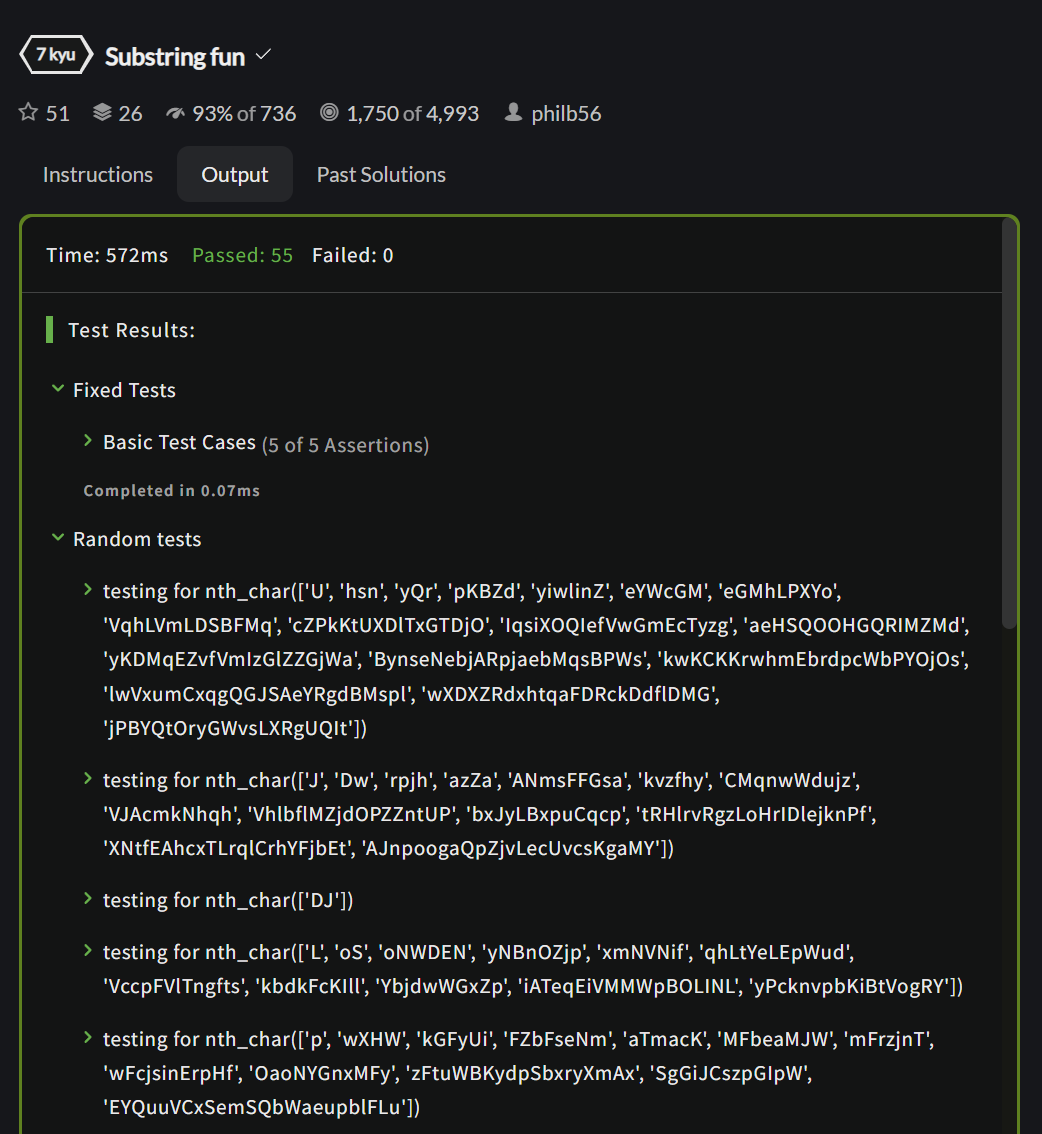 7 kyu Substring fun
51 26 93% of 736 1,750 of 4,993 philb56
Instructions Output Past Solutions
Time: 572ms Passed: 55 Failed: 0
Test Results:
Fixed Tests
Basic Test Cases (5 of 5 Assertions)
Completed in 0.07ms
Random tests
testing for nth_char(['U', 'hsn', 'yQr', 'pKBZd', 'yiwlinZ', 'eYWcGM', 'eGMhLPXYo',
'VqhLVmLDSBFMq', 'cZPkKtUXDlTxGTDjO', 'IqsiXOQIefVwGmEcTyzg', 'aeHSQOOHGQRIMZMd',
'yKDMqEZvfVmIzGlZZGjWa', 'BynseNebjARpjaebMqsBPWs', 'kwKCKKrwhmEbrdpcWbPYOjOs',
'lwVxumCxqgQGJSAeYRgdBMspl', 'wXDXZRdxhtqaFDRckDdflDMG',
'jPBYQtOryGWvsLXRgUQIt'])
testing for nth_char(['J', 'Dw', 'rpjh', 'azZa', 'ANmsFFGsa', 'kvzfhy', 'CMqnwWdujz',
'VJAcmkNhqh', 'VhlbflMZjdOPZZntUP', 'bxJyLBxpuCqcp', 'tRHlrvRgzLoHrIDlejknPf',
'XNtfEAhcxTLrqlCrhYFjbEt', 'AJnpoogaQpZjvLecUvcsKgaMY'])
testing for nth_char(['DJ'])
testing for nth_char(['L', 'oS', 'oNWDEN', 'yNBnOZjp', 'xmNVNif', 'qhLtYeLEpWud',
'VccpFVlTngfts', 'kbdkFcKIll', 'YbjdwWGxZp', 'iATeqEiVMMWpBOLINL', 'yPcknvpbKiBtVogRY'])
testing for nth_char(['p', 'wXHW', 'kGFyUi', 'FZbFseNm', 'aTmacK', 'MFbeaMJW', 'mFrzjnT',
'wFcjsinErpHf', 'OaoNYGnxMFy', 'zFtuWBKydpSbxryXmAx', 'SgGiJCszpGIpW',
'EYQuuVCxSemSQbWaeupblFLu'])